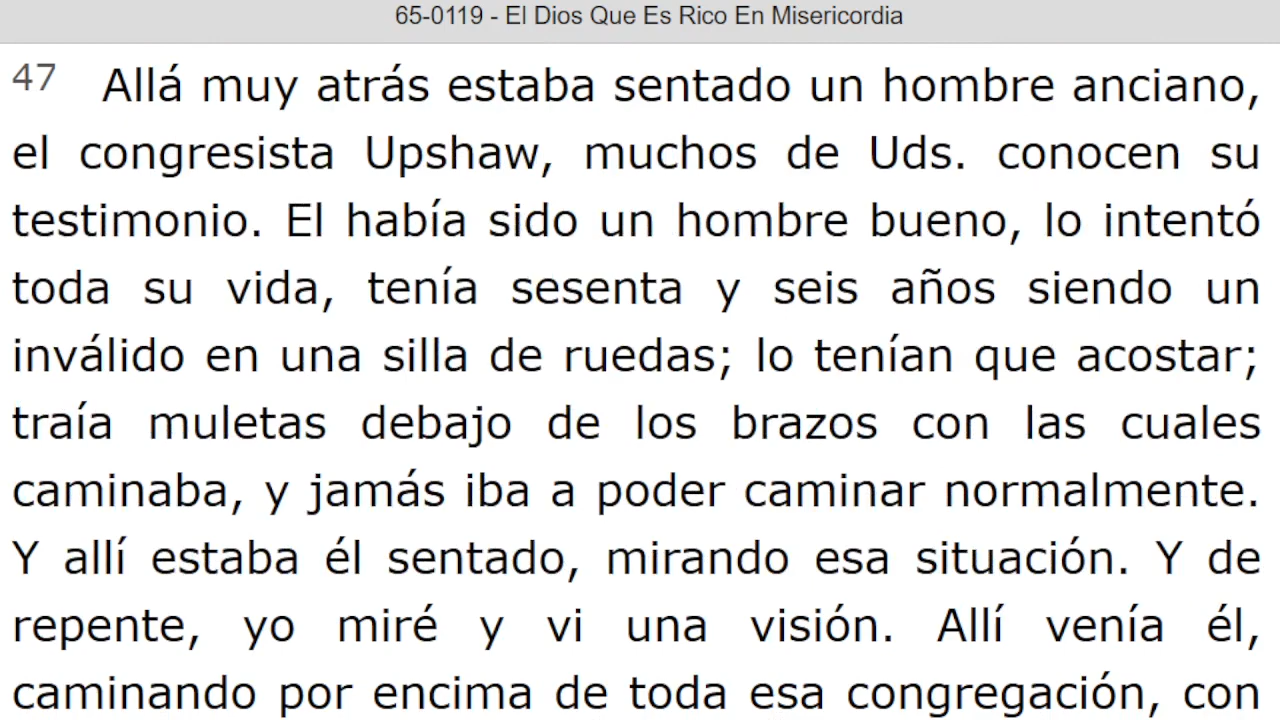 65-0119 - El Dios Que Es Rico En Misericordia
47 Allá muy atrás estaba sentado un hombre anciano,
el congresista Upshaw, muchos de Uds. conocen su
testimonio. El había sido un hombre bueno, lo intentó
toda su vida, tenía sesenta y seis años siendo un
inválido en una silla de ruedas; lo tenían que acostar;
traía muletas debajo de los brazos con las cuales
caminaba, y jamás iba a poder caminar normalmente.
Y allí estaba él sentado, mirando esa situación. Y de
repente, yo miré y vi una visión. Allí venía él,
caminando por encima de toda esa congregación, con